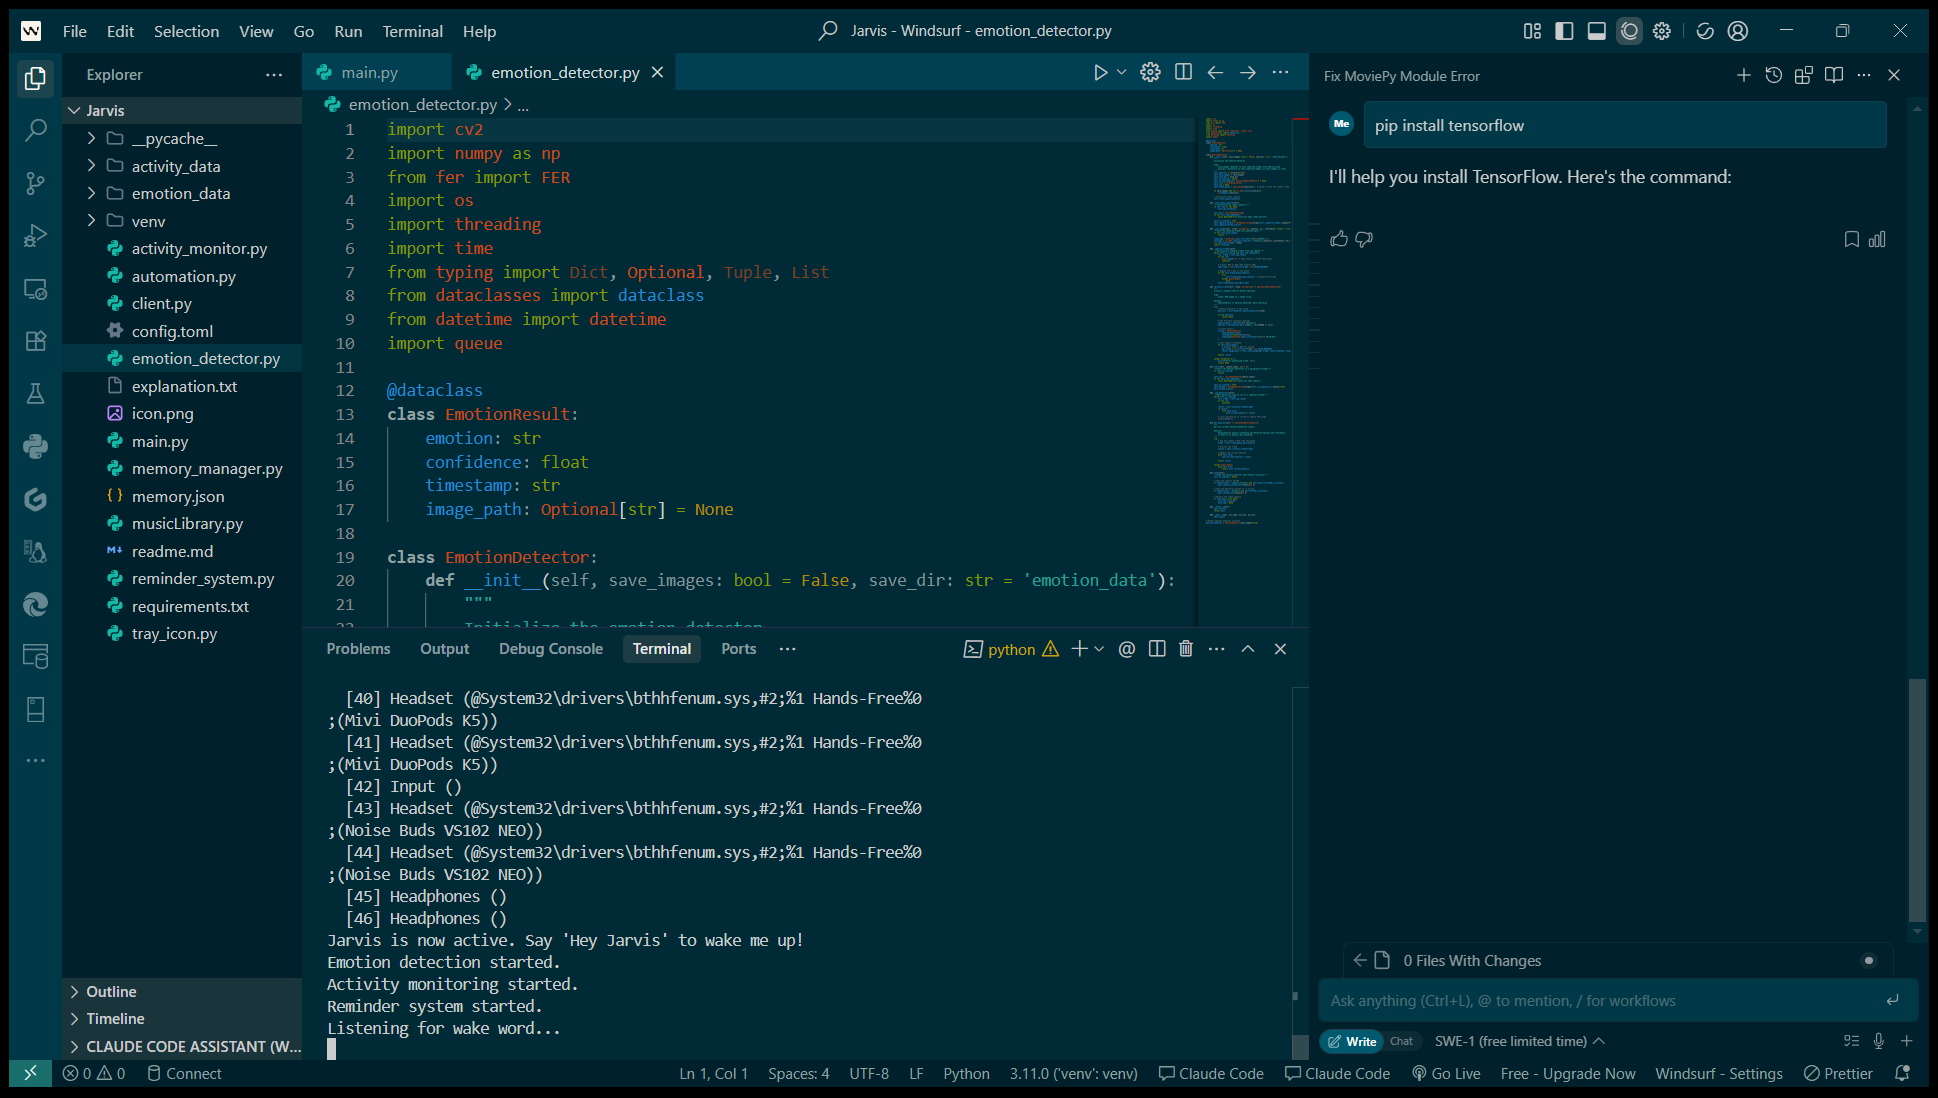 File Edit Selection View Go Run Terminal Help
Jarvis - Windsurf - emotion_detector.py
Explorer
Jarvis
__pycache__
activity_data
emotion_data
venv
activity_monitor.py
automation.py
client.py
config.toml
emotion_detector.py
explanation.txt
icon.png
main.py
memory_manager.py
memory.json
musicLibrary.py
readme.md
reminder_system.py
requirements.txt
tray_icon.py
Outline
Timeline
CLAUDE CODE ASSISTANT (W...
main.py
emotion_detector.py
emotion_detector.py > ...
1 import cv2
2 import numpy as np
3 from fer import FER
4 import os
5 import threading
6 import time
7 from typing import Dict, Optional, Tuple, List
8 from dataclasses import dataclass
9 from datetime import datetime
10 import queue
11
12 @dataclass
13 class EmotionResult:
14 emotion: str
15 confidence: float
16 timestamp: str
17 image_path: Optional[str] = None
18
19 class EmotionDetector:
20 def __init__(self, save_images: bool = False, save_dir: str = 'emotion_data'):
21 """
22 Initialize the emotion detector
Problems Output Debug Console Terminal Ports
python
[40] Headset (@System32\drivers\bthhfenum.sys,#2;%1 Hands-Free%0
;(Mivi DuoPods K5))
[41] Headset (@System32\drivers\bthhfenum.sys,#2;%1 Hands-Free%0
;(Mivi DuoPods K5))
[42] Input ()
[43] Headset (@System32\drivers\bthhfenum.sys,#2;%1 Hands-Free%0
;(Noise Buds VS102 NEO))
[44] Headset (@System32\drivers\bthhfenum.sys,#2;%1 Hands-Free%0
;(Noise Buds VS102 NEO))
[45] Headphones ()
[46] Headphones ()
Jarvis is now active. Say 'Hey Jarvis' to wake me up!
Emotion detection started.
Activity monitoring started.
Reminder system started.
Listening for wake word...
Fix MoviePy Module Error
Me
pip install tensorflow
I'll help you install TensorFlow. Here's the command:
0 Files With Changes
Ask anything (Ctrl+L), @ to mention, / for workflows
Write Chat SWE-1 (free limited time)
0 0 Connect
Ln 1, Col 1 Spaces: 4 UTF-8 LF Python 3.11.0 ('venv': venv) Claude Code Claude Code Go Live Free - Upgrade Now Windsurf - Settings Prettier